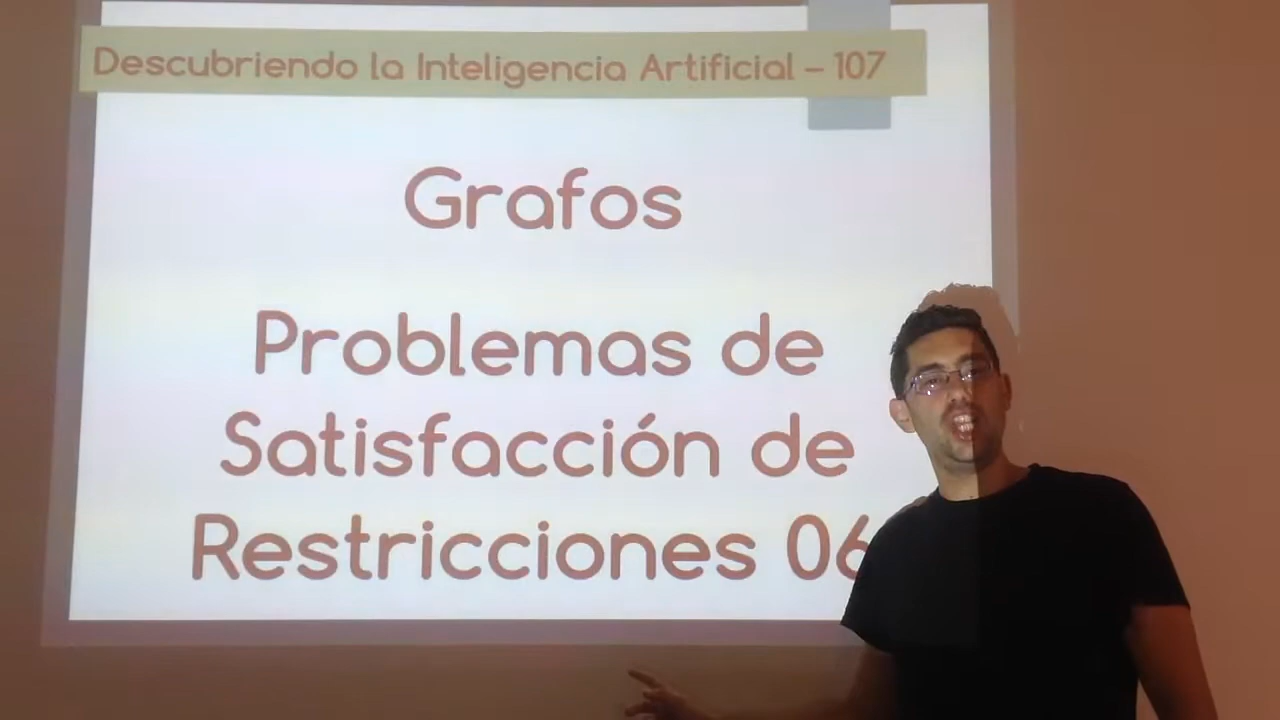 Descubriendo la Inteligencia Artificial – 107
Grafos
Problemas de
Satisfacción de
Restricciones 06